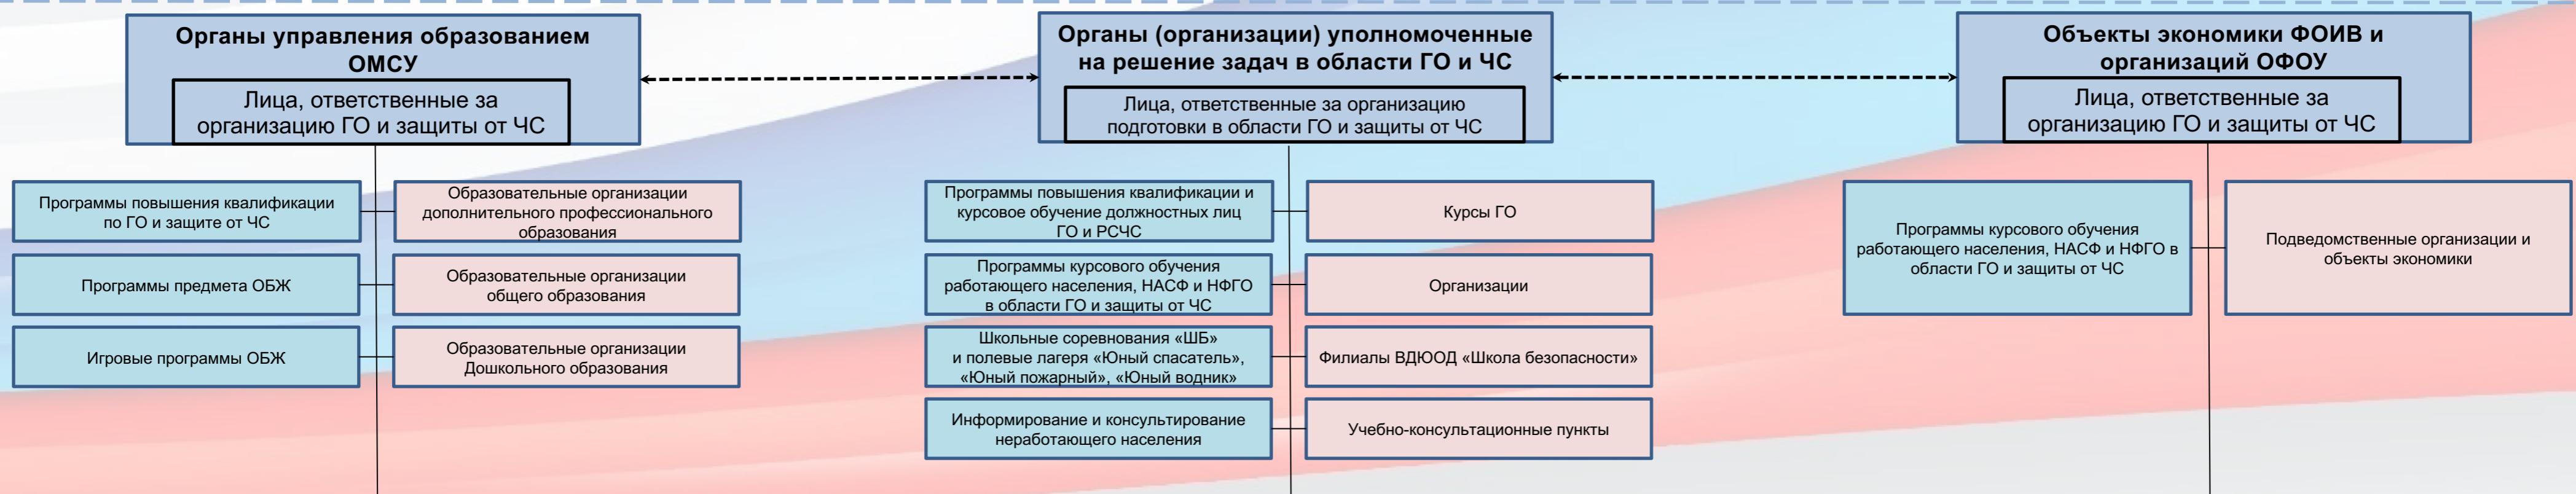 Органы управления образованием
ОМСУ
Лица, ответственные за
организацию ГО и защиты от ЧС
Органы (организации) уполномоченные
на решение задач в области ГО и ЧС
Лица, ответственные за организацию
подготовки в области ГО и защиты от ЧС
Объекты экономики ФОИВ и
организаций ОФОУ
Лица, ответственные за
организацию ГО и защиты от ЧС
Программы повышения квалификации
по ГО и защите от ЧС
Образовательные организации
дополнительного профессионального
образования
Программы предмета ОБЖ
Образовательные организации
общего образования
Игровые программы ОБЖ
Образовательные организации
Дошкольного образования
Программы повышения квалификации и
курсовое обучение должностных лиц
ГО и РСЧС
Курсы ГО
Программы курсового обучения
работающего населения, НАСФ и НФГО
в области ГО и защиты от ЧС
Организации
Школьные соревнования «ШБ»
и полевые лагеря «Юный спасатель»,
«Юный пожарный», «Юный водник»
Филиалы ВДЮОД «Школа безопасности»
Информирование и консультирование
неработающего населения
Учебно-консультационные пункты
Программы курсового обучения
работающего населения, НАСФ и НФГО в
области ГО и защиты от ЧС
Подведомственные организации и
объекты экономики